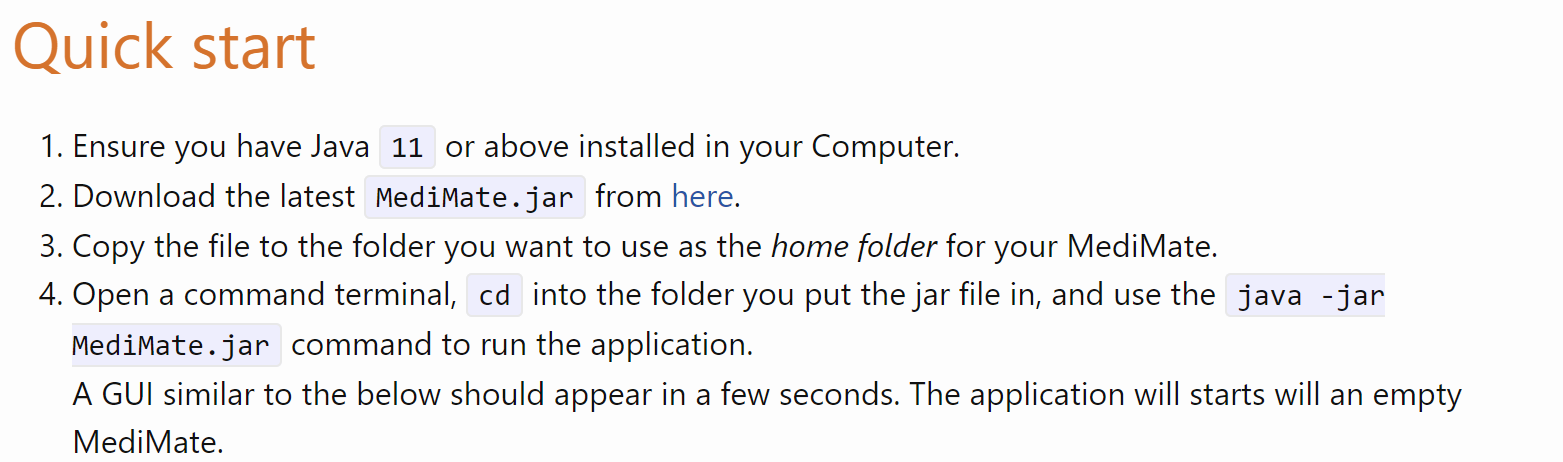 Quick start
1. Ensure you have Java 11 or above installed in your Computer.
2. Download the latest MediMate.jar from here.
3. Copy the file to the folder you want to use as the home folder for your MediMate.
4. Open a command terminal, cd into the folder you put the jar file in, and use the java -jar
MediMate.jar command to run the application.
A GUI similar to the below should appear in a few seconds. The application will starts will an empty
MediMate.